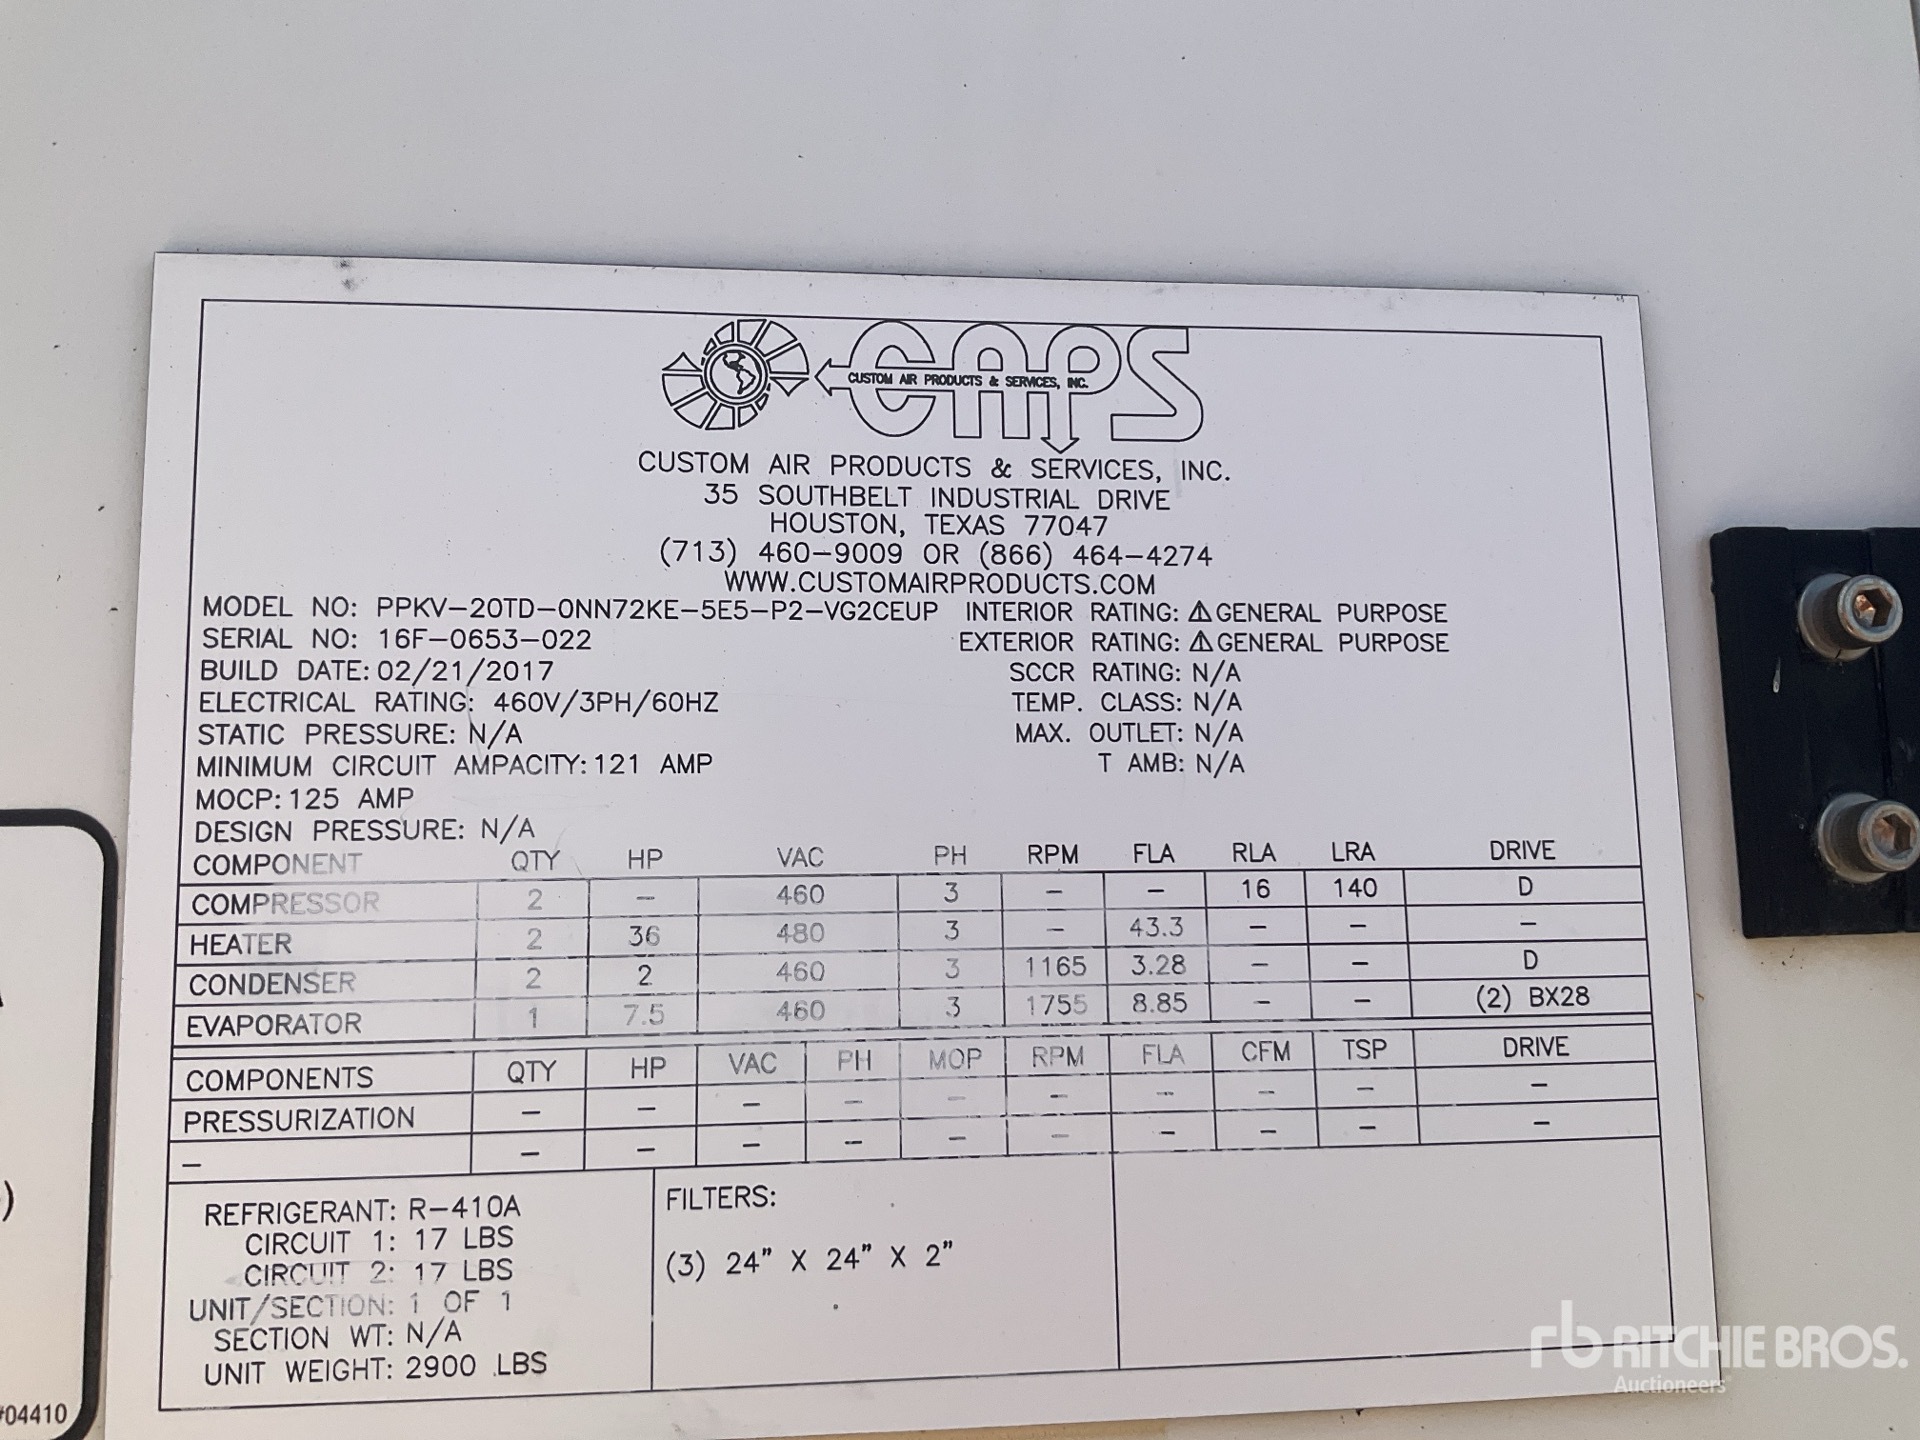 CAPS
CUSTOM AIR PRODUCTS & SERVICES, INC.
CUSTOM AIR PRODUCTS & SERVICES, INC.
35 SOUTHBELT INDUSTRIAL DRIVE
HOUSTON, TEXAS 77047
(713) 460-9009 OR (866) 464-4274
WWW.CUSTOMAIRPRODUCTS.COM
MODEL NO: PPKV-20TD-0NN72KE-5E5-P2-VG2CEUP INTERIOR RATING: ⚠GENERAL PURPOSE
SERIAL NO: 16F-0653-022 EXTERIOR RATING: ⚠GENERAL PURPOSE
BUILD DATE: 02/21/2017 SCCR RATING: N/A
ELECTRICAL RATING: 460V/3PH/60HZ TEMP. CLASS: N/A
STATIC PRESSURE: N/A MAX. OUTLET: N/A
MINIMUM CIRCUIT AMPACITY: 121 AMP T AMB: N/A
MOCP: 125 AMP
DESIGN PRESSURE: N/A
COMPONENT QTY HP VAC PH RPM FLA RLA LRA DRIVE
COMPRESSOR 2 - 460 3 - - 16 140 D
HEATER 2 36 480 3 - 43.3 - - -
CONDENSER 2 2 460 3 1165 3.28 - - D
EVAPORATOR 1 7.5 460 3 1755 8.85 - - (2) BX28
COMPONENTS QTY HP VAC PH MOP RPM FLA CFM TSP DRIVE
PRESSURIZATION - - - - - - - - - -
- - - - - - - - - - -
REFRIGERANT: R-410A
CIRCUIT 1: 17 LBS
CIRCUIT 2: 17 LBS
UNIT/SECTION: 1 OF 1
SECTION WT: N/A
UNIT WEIGHT: 2900 LBS
FILTERS:
(3) 24" X 24" X 2"
)
#04410
rb RITCHIE BROS.
Auctioneers